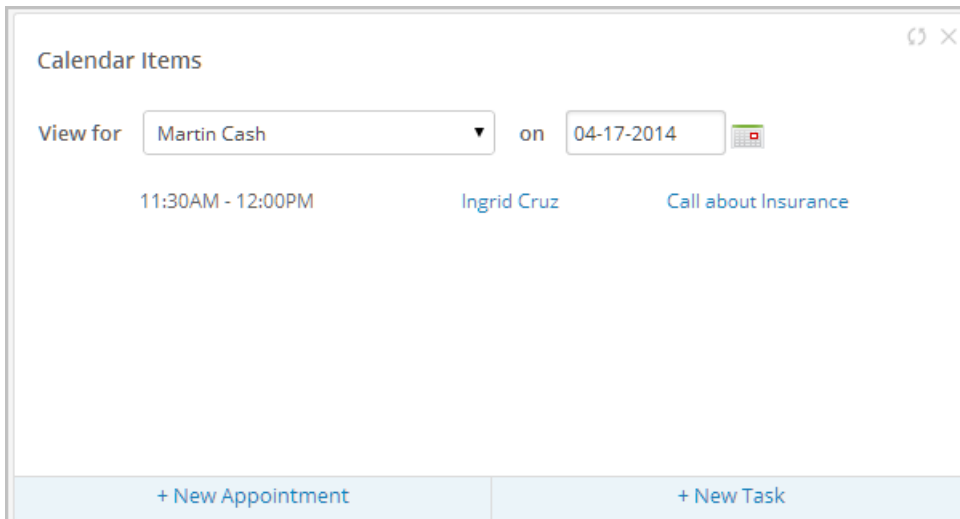 Calendar Items
View for Martin Cash on 04-17-2014
11:30AM - 12:00PM Ingrid Cruz Call about Insurance
+ New Appointment + New Task